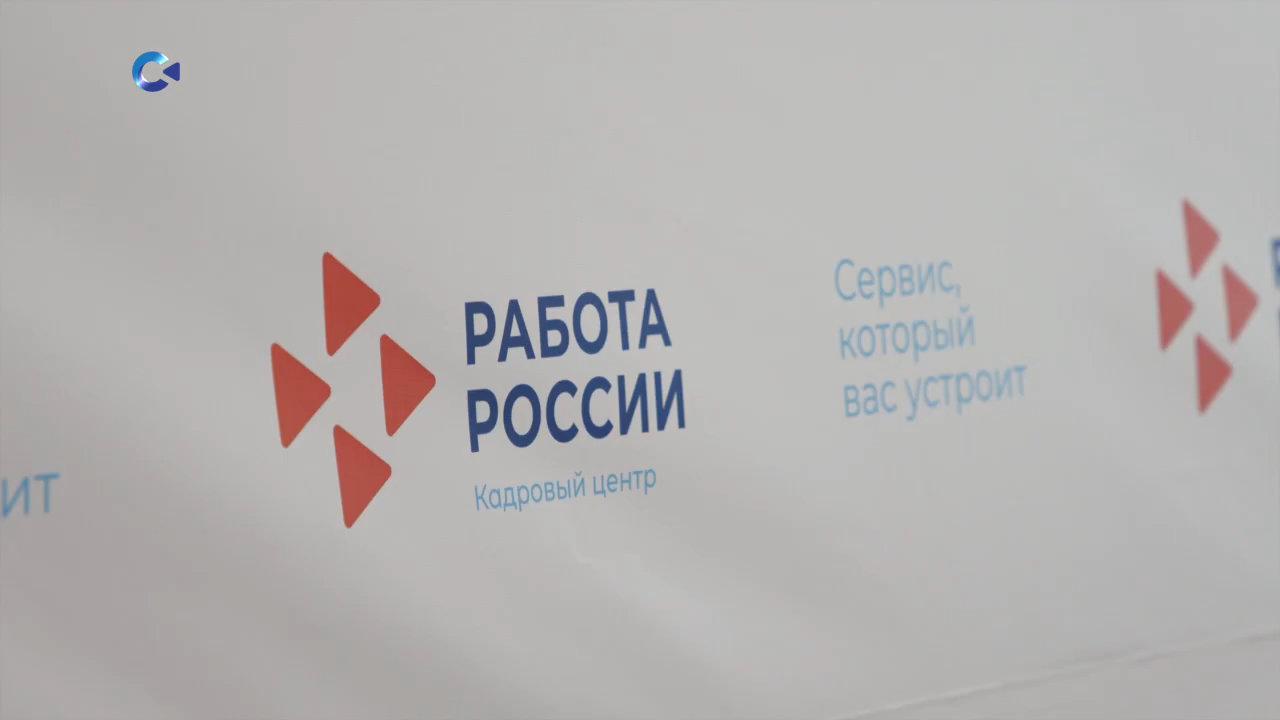 РАБОТА
РОССИИ
Кадровый центр
Сервис,
который
вас устроит
ит